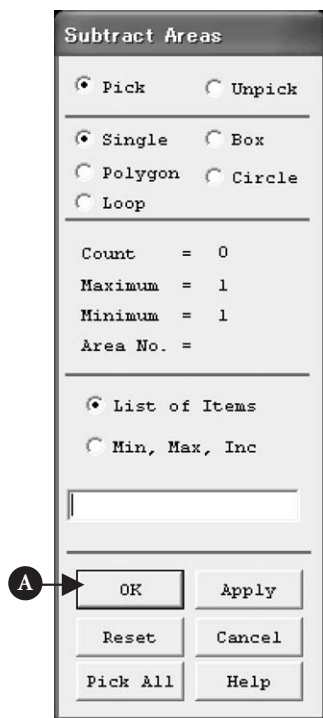 Subtract Areas
Pick Unpick
Single Box
Polygon Circle
Loop
Count = 0
Maximum = 1
Minimum = 1
Area No. =
List of Items
Min, Max, Inc
A
OK Apply
Reset Cancel
Pick All Help